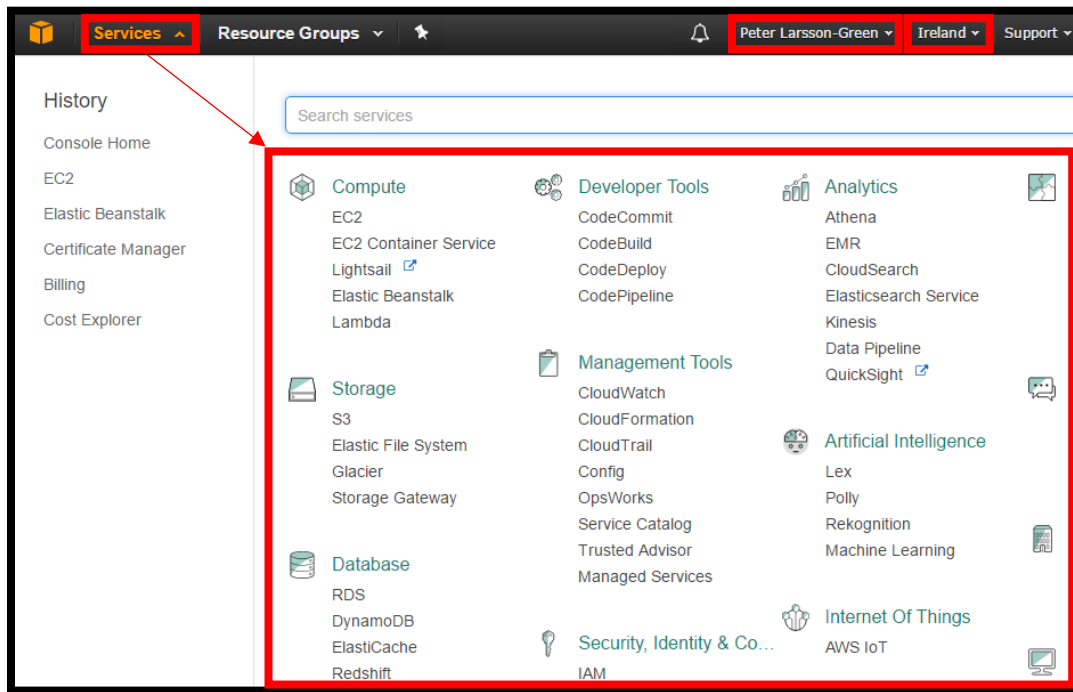 Services Resource Groups Peter Larsson-Green Ireland Support
History
Console Home
EC2
Elastic Beanstalk
Certificate Manager
Billing
Cost Explorer
Search services
Compute
EC2
EC2 Container Service
Lightsail
Elastic Beanstalk
Lambda
Storage
S3
Elastic File System
Glacier
Storage Gateway
Database
RDS
DynamoDB
ElastiCache
Redshift
Developer Tools
CodeCommit
CodeBuild
CodeDeploy
CodePipeline
Management Tools
CloudWatch
CloudFormation
CloudTrail
Config
OpsWorks
Service Catalog
Trusted Advisor
Managed Services
Security, Identity & Co...
IAM
Analytics
Athena
EMR
CloudSearch
Elasticsearch Service
Kinesis
Data Pipeline
QuickSight
Artificial Intelligence
Lex
Polly
Rekognition
Machine Learning
Internet Of Things
AWS IoT